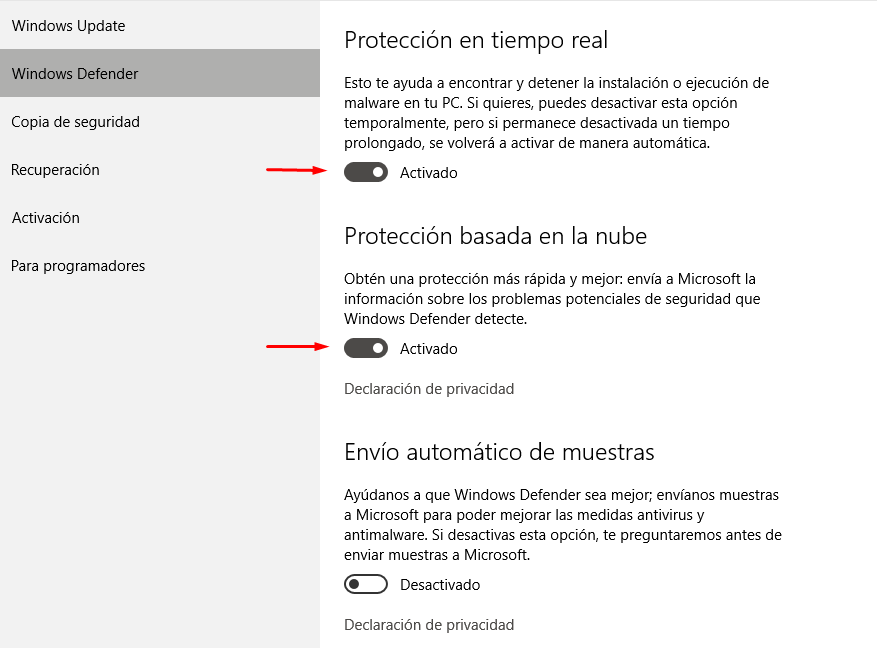 Windows Update
Windows Defender
Copia de seguridad
Recuperación
Activación
Para programadores
Protección en tiempo real
Esto te ayuda a encontrar y detener la instalación o ejecución de
malware en tu PC. Si quieres, puedes desactivar esta opción
temporalmente, pero si permanece desactivada un tiempo
prolongado, se volverá a activar de manera automática.
Activado
Protección basada en la nube
Obtén una protección más rápida y mejor: envía a Microsoft la
información sobre los problemas potenciales de seguridad que
Windows Defender detecte.
Activado
Declaración de privacidad
Envío automático de muestras
Ayúdanos a que Windows Defender sea mejor; envíanos muestras
a Microsoft para poder mejorar las medidas antivirus y
antimalware. Si desactivas esta opción, te preguntaremos antes de
enviar muestras a Microsoft.
Desactivado
Declaración de privacidad